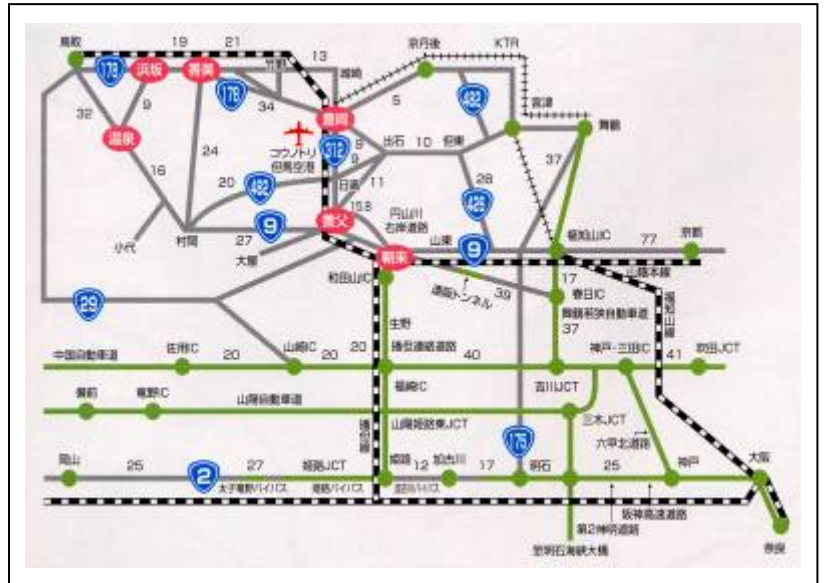 鳥取
19
21
13
京丹後
KTR
178
浜坂
香美
竹野
城崎
宮津
178
34
5
482
舞鶴
32
9
豊岡
温泉
コウノトリ
但馬空港
312
9
9
出石
10
但東
37
24
16
20
482
日高
11
28
426
小代
村岡
9
27
大屋
養父
15.8
円山川
右岸道路
山東
9
福知山IC
77
京都
朝来
和田山IC
遠阪トンネル
39
山陰本線
17
春日IC
29
生野
舞鶴若狭自動車道
37
福知山線
中国自動車道
佐用IC
20
山崎IC
20
20
播但連絡道路
40
神戸・三田IC
41
吹田JCT
福崎IC
吉川JCT
備前
竜野IC
山陽自動車道
播但線
山陽姫路東JCT
175
三木JCT
六甲北道路
岡山
25
2
27
太子竜野バイパス
姫路JCT
姫路バイパス
姫路
12
加古川
17
明石
25
神戸
大阪
阪神高速道路
第2神明道路
至明石海峡大橋
奈良